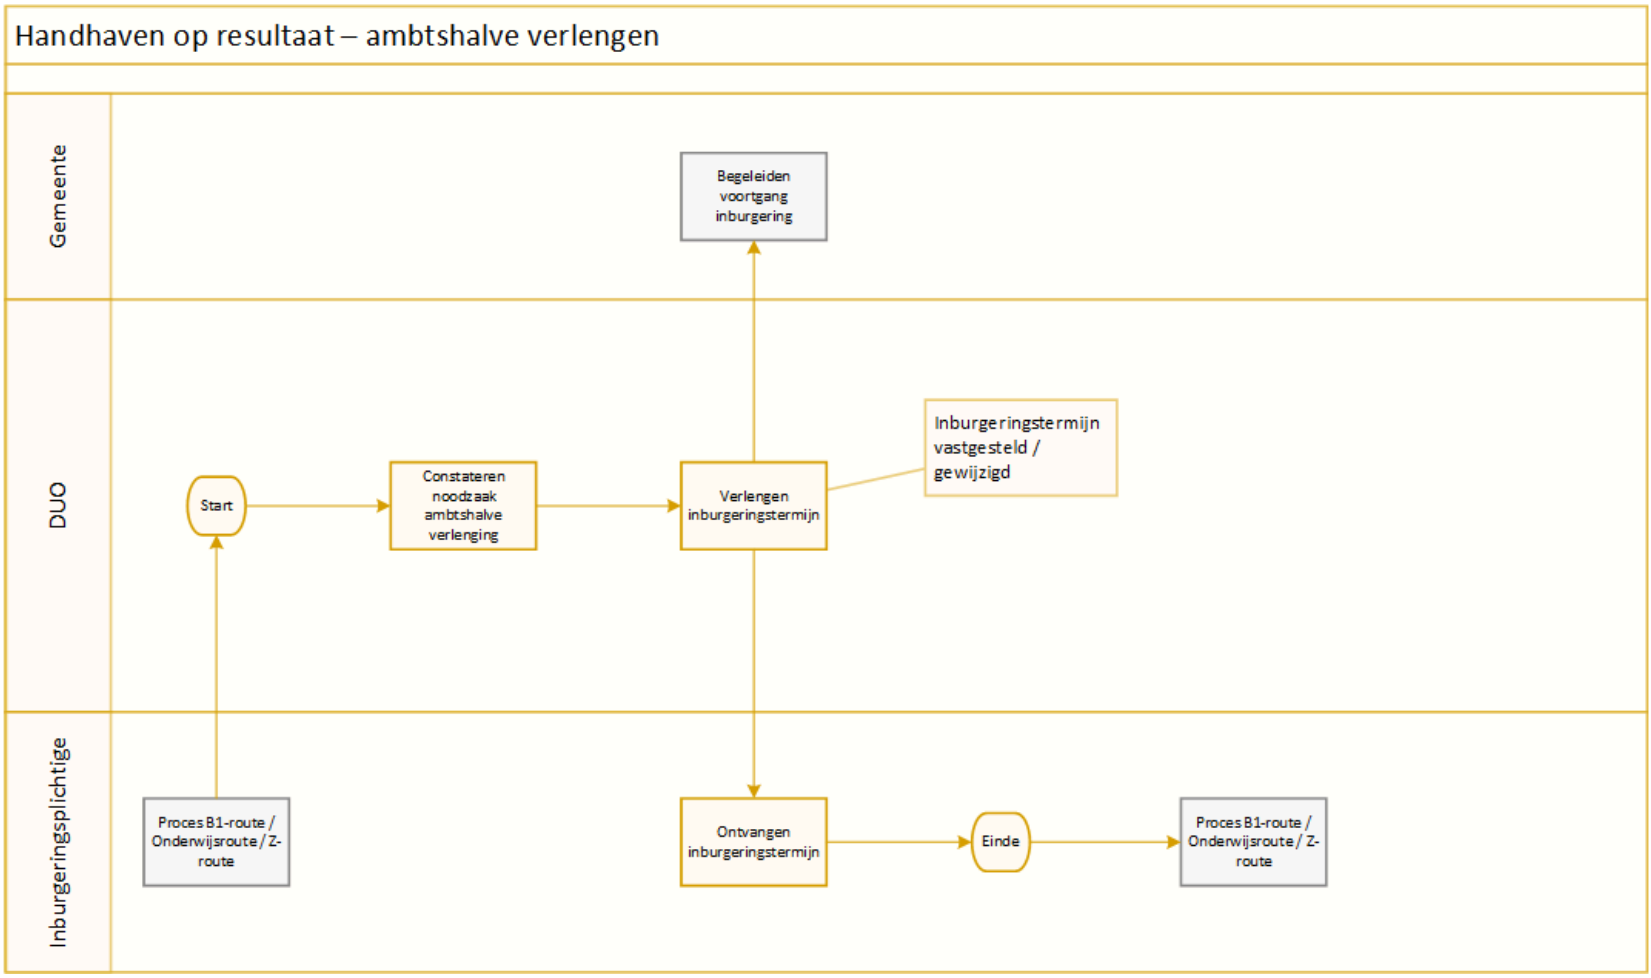 Handhaven op resultaat – ambtshalve verlengen
Gemeente
Begeleiden
voortgang
inburgering
DUO
Start
Constateren
noodzaak
ambtshalve
verlenging
Verlengen
inburgeringstermijn
Inburgeringstermijn
vastgesteld /
gewijzigd
Inburgeringsplichtige
Proces B1-route /
Onderwijsroute / Z-
route
Ontvangen
inburgeringstermijn
Einde
Proces B1-route /
Onderwijsroute / Z-
route